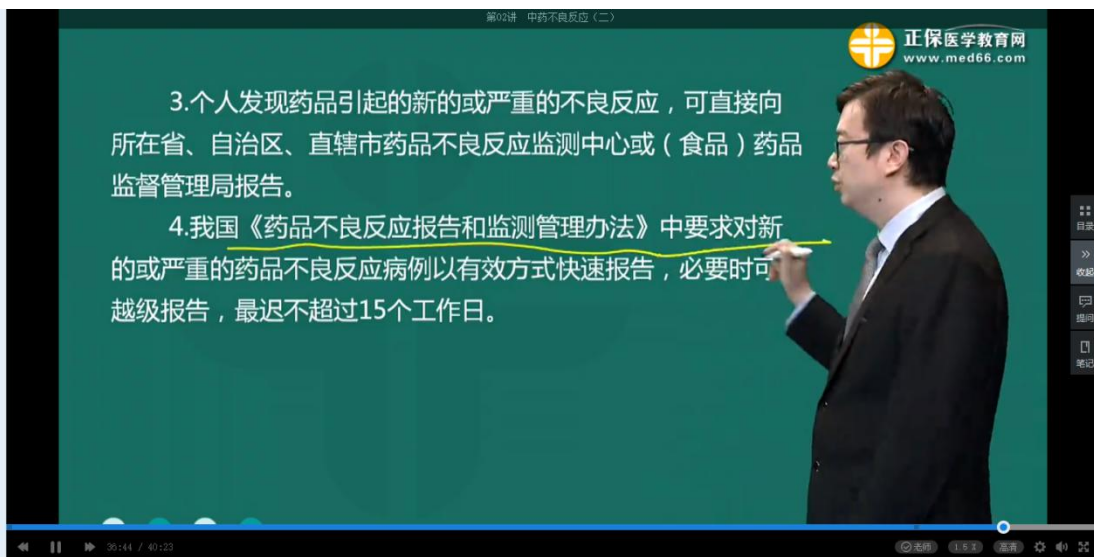 第02讲 中药不良反应（二）
正保医学教育网
www.med66.com
3.个人发现药品引起的新的或严重的不良反应，可直接向
所在省、自治区、直辖市药品不良反应监测中心或（食品）药品
监督管理局报告。
4.我国《药品不良反应报告和监测管理办法》中要求对新
的或严重的药品不良反应病例以有效方式快速报告，必要时可
越级报告，最迟不超过15个工作日。
目录
收起
提问
笔记
36:44 / 40:23
老师 1.5 X 高清